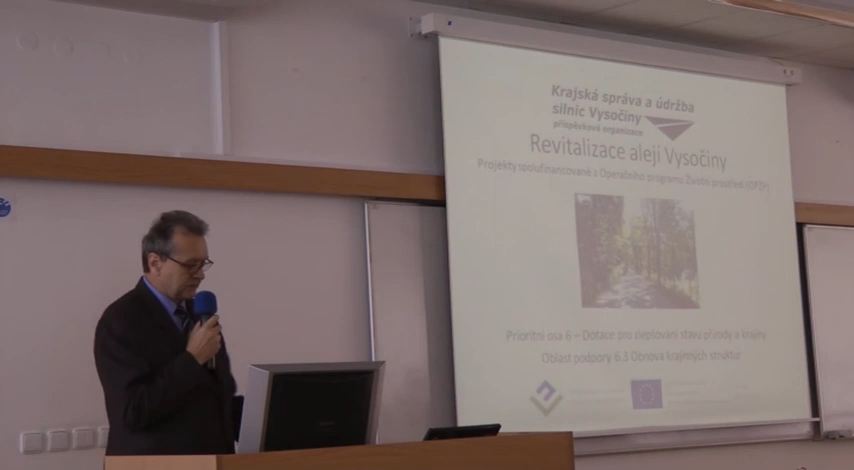 Krajská správa a údržba
silnic Vysočiny
příspěvková organizace
Revitalizace alejí Vysočiny
Projekty spolufinancované z Operačního programu Životní prostředí (OPŽP)
Prioritní osa 6 – Dotace pro zlepšování stavu přírody a krajiny
Oblast podpory 6.3 Obnova krajinných struktur